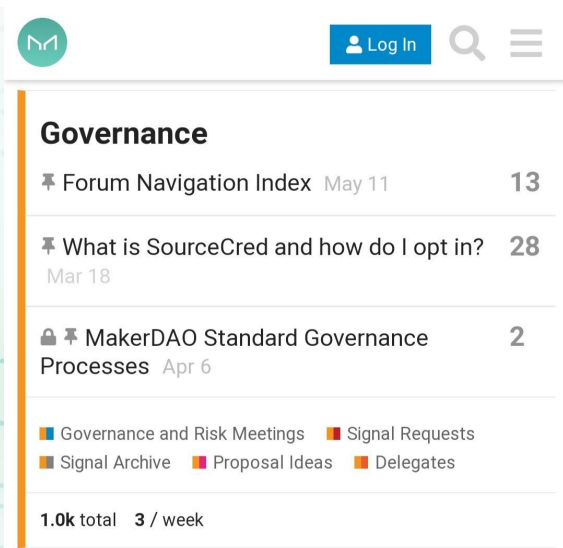 Log In
Governance
Forum Navigation Index May 11 13
What is SourceCred and how do I opt in? 28
Mar 18
MakerDAO Standard Governance 2
Processes Apr 6
Governance and Risk Meetings Signal Requests
Signal Archive Proposal Ideas Delegates
1.0k total 3 / week